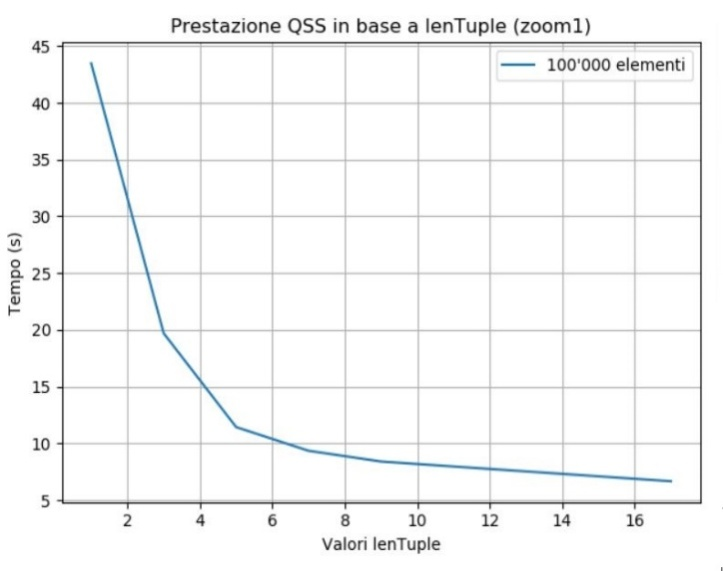 Prestazione QSS in base a lenTuple (zoom1)
100'000 elementi
45
40
35
30
25
20
15
10
5
Tempo (s)
2 4 6 8 10 12 14 16
Valori lenTuple